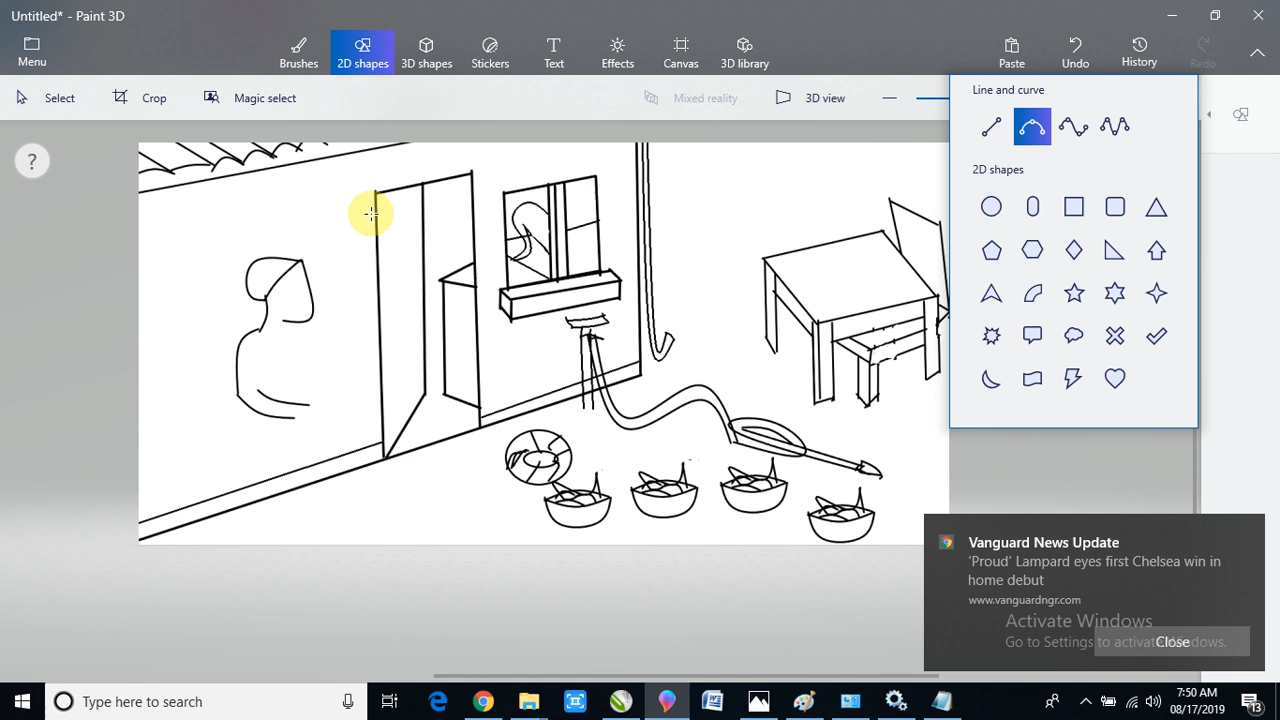 Untitled* - Paint 3D
Menu
Brushes
2D shapes
3D shapes
Stickers
Text
Effects
Canvas
3D library
Paste
Undo
History
Redo
Select
Crop
Magic select
Mixed reality
3D view
Line and curve
2D shapes
?
Vanguard News Update
'Proud' Lampard eyes first Chelsea win in
home debut
www.vanguardngr.com
Activate Windows
Go to Settings to activate Windows.
Close
Type here to search
7:50 AM
08/17/2019
13